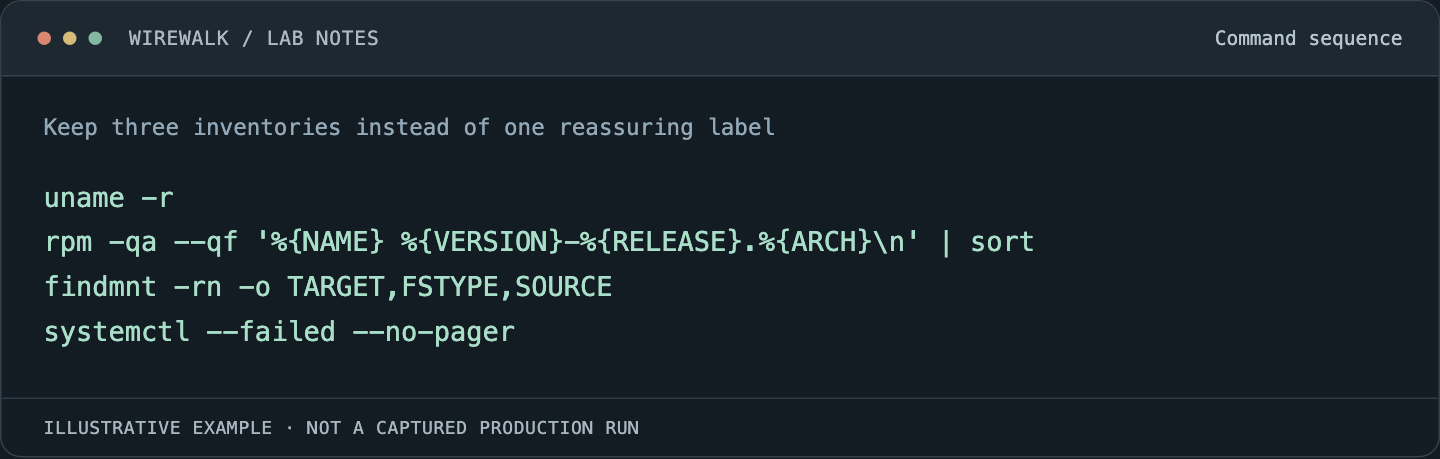 WIREWALK / LAB NOTES
Command sequence
Keep three inventories instead of one reassuring label
uname -r
rpm -qa --qf '%{NAME} %{VERSION}-%{RELEASE}.%{ARCH}\n' | sort
findmnt -rn -o TARGET,FSTYPE,SOURCE
systemctl --failed --no-pager
ILLUSTRATIVE EXAMPLE · NOT A CAPTURED PRODUCTION RUN